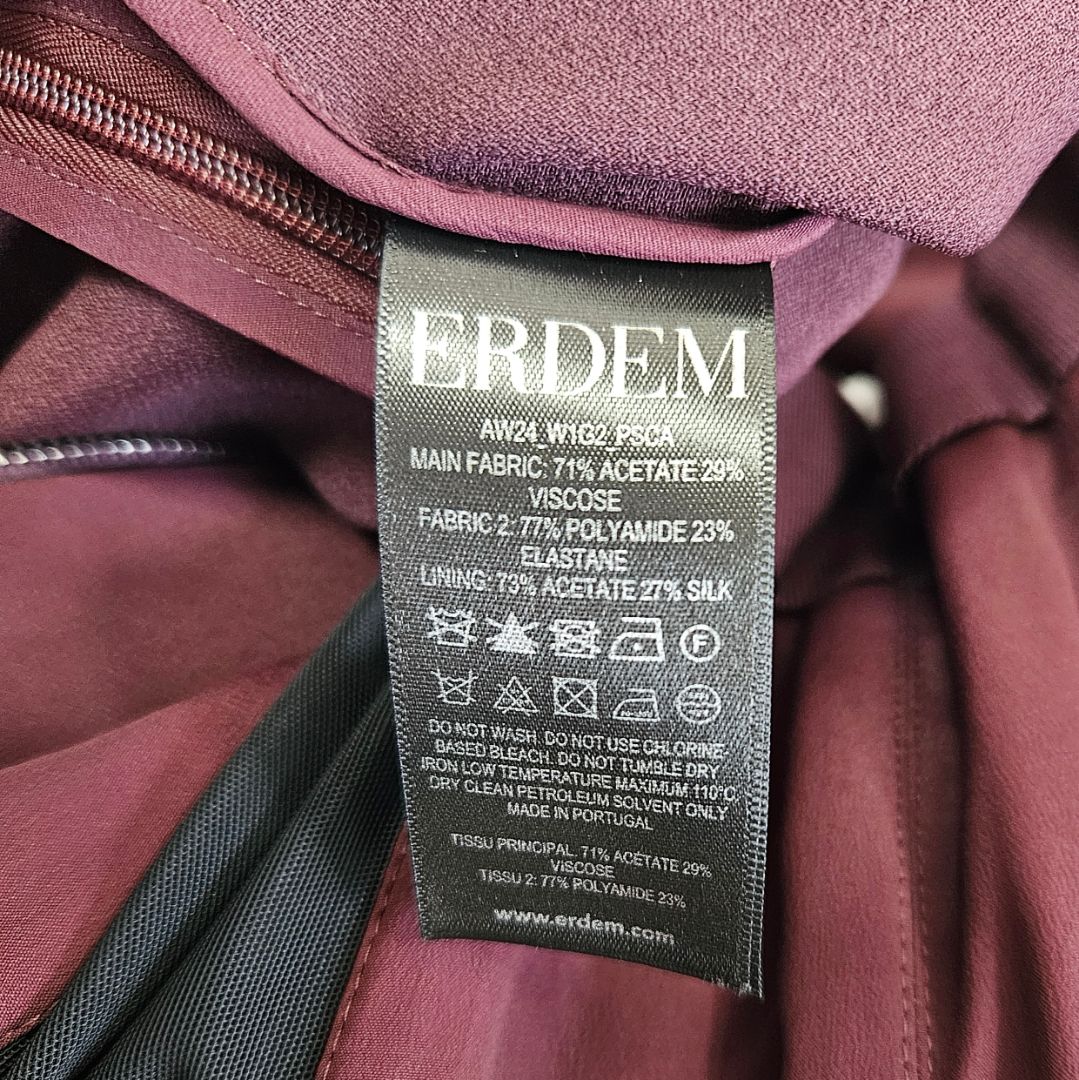 ERDEM
AW24_W1G2_PSCA
MAIN FABRIC: 71% ACETATE 29%
VISCOSE
FABRIC 2: 77% POLYAMIDE 23%
ELASTANE
LINING: 73% ACETATE 27% SILK
F
DO NOT WASH. DO NOT USE CHLORINE
BASED BLEACH. DO NOT TUMBLE DRY
IRON LOW TEMPERATURE MAXIMUM 110°C
DRY CLEAN PETROLEUM SOLVENT ONLY
MADE IN PORTUGAL
TISSU PRINCIPAL: 71% ACÉTATE 29%
VISCOSE
TISSU 2: 77% POLYAMIDE 23%
www.erdem.com